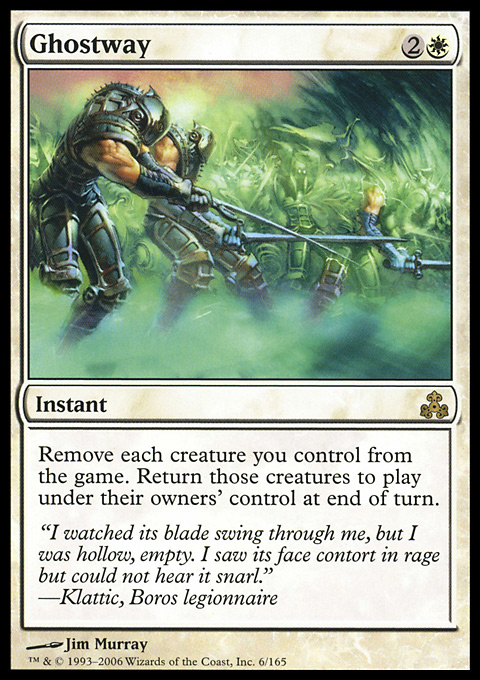 Ghostway 2
Instant
Remove each creature you control from
the game. Return those creatures to play
under their owners' control at end of turn.
“I watched its blade swing through me, but I
was hollow, empty. I saw its face contort in rage
but could not hear it snarl.”
—Klattic, Boros legionnaire
Jim Murray
™ & © 1993–2006 Wizards of the Coast, Inc. 6/165